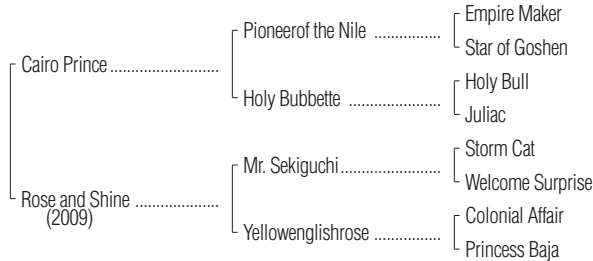 Empire Maker
Pioneerof the Nile ..................
Star of Goshen
Cairo Prince .........................
Holy Bull
Holy Bubbette .....................
Juliac
Storm Cat
Mr. Sekiguchi .......................
Welcome Surprise
Rose and Shine ...................
(2009)
Colonial Affair
Yellowenglishrose ...............
Princess Baja